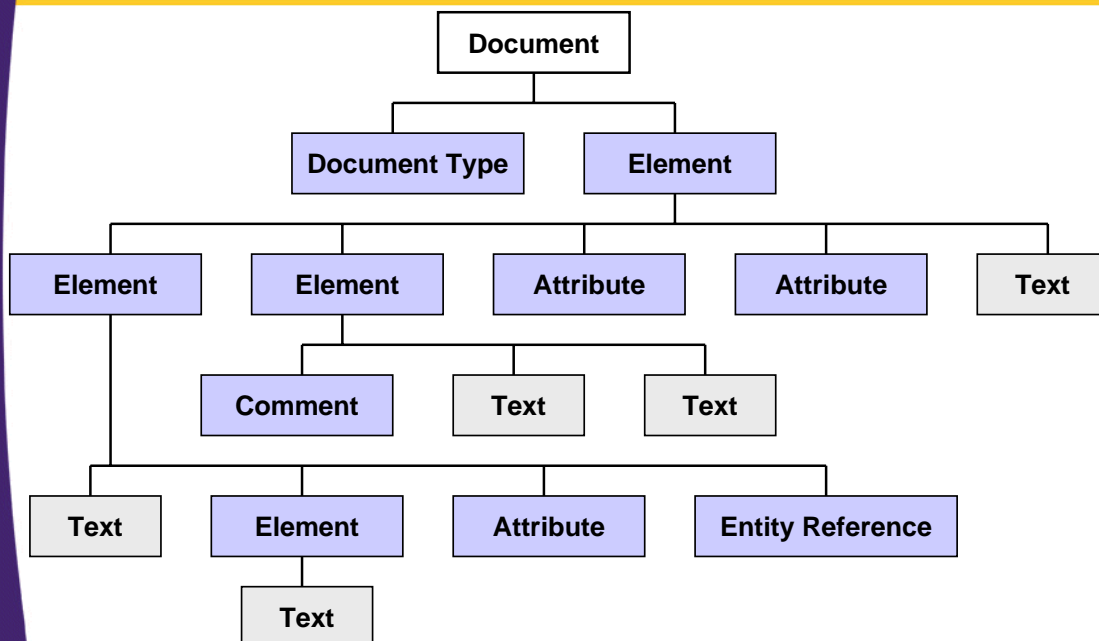 Document
Document Type
Element
Element
Element
Attribute
Attribute
Text
Comment
Text
Text
Text
Element
Attribute
Entity Reference
Text